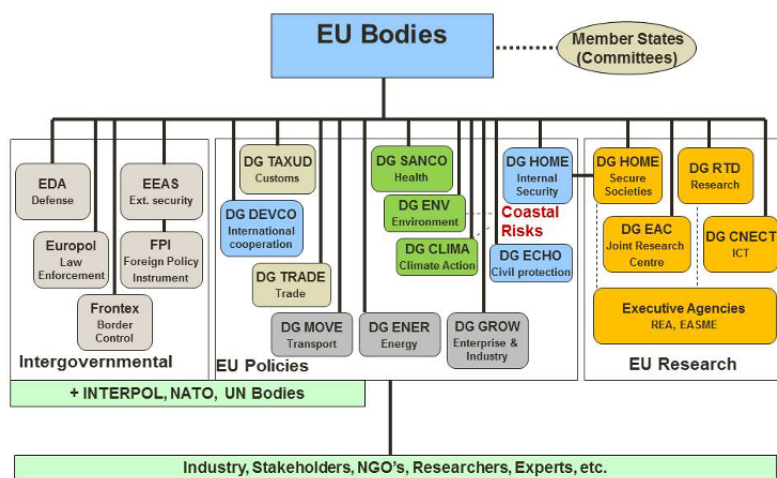 EU Bodies
Member States
(Committees)
EDA
Defense
EEAS
Ext. security
Europol
Law
Enforcement
FPI
Foreign Policy
Instrument
Frontex
Border
Control
Intergovernmental
DG TAXUD
Customs
DG DEVCO
International
cooperation
DG TRADE
Trade
DG MOVE
Transport
DG SANCO
Health
DG ENV
Environment
DG CLIMA
Climate Action
DG ENER
Energy
DG GROW
Enterprise &
Industry
DG HOME
Internal
Security
Coastal
Risks
DG ECHO
Civil protection
EU Policies
DG HOME
Secure
Societies
DG RTD
Research
DG EAC
Joint Research
Centre
DG CNECT
ICT
Executive Agencies
REA, EASME
EU Research
+ INTERPOL, NATO, UN Bodies
Industry, Stakeholders, NGO's, Researchers, Experts, etc.